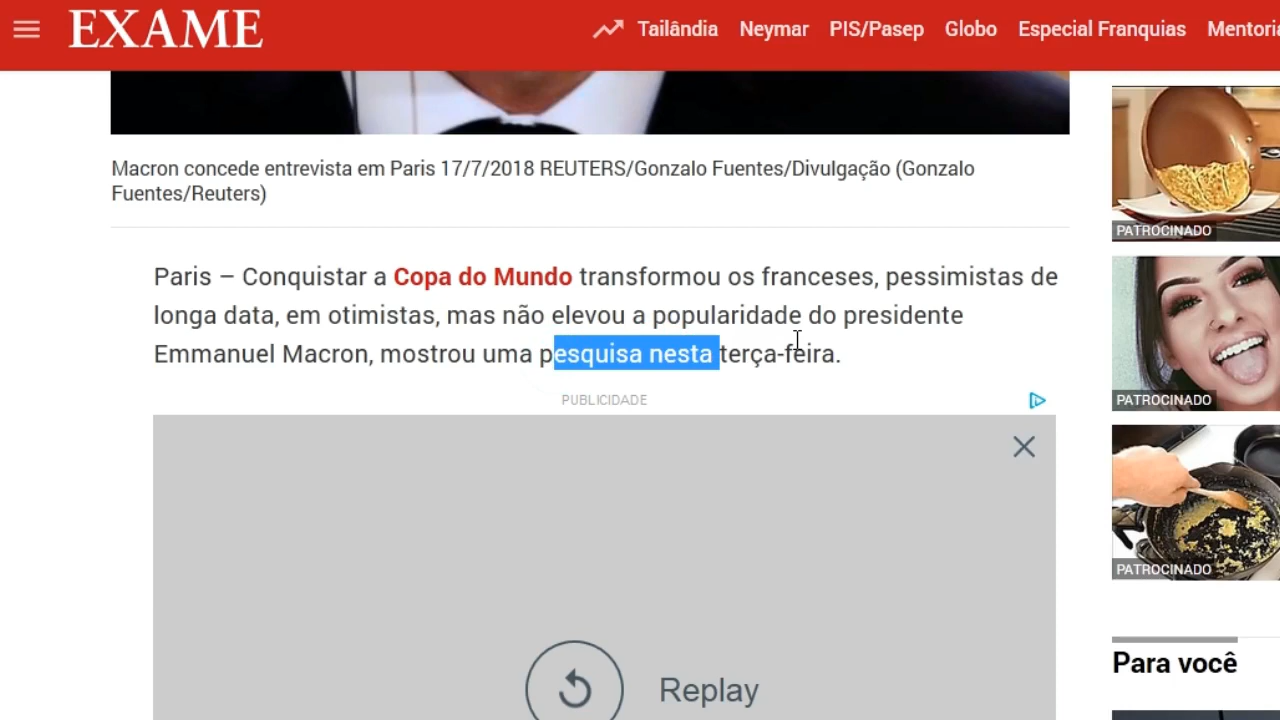 EXAME
Tailândia Neymar PIS/Pasep Globo Especial Franquias Mentori
Macron concede entrevista em Paris 17/7/2018 REUTERS/Gonzalo Fuentes/Divulgação (Gonzalo
Fuentes/Reuters)
Paris – Conquistar a Copa do Mundo transformou os franceses, pessimistas de
longa data, em otimistas, mas não elevou a popularidade do presidente
Emmanuel Macron, mostrou uma pesquisa nesta terça-feira.
PUBLICIDADE
Replay
PATROCINADO
PATROCINADO
PATROCINADO
Para você